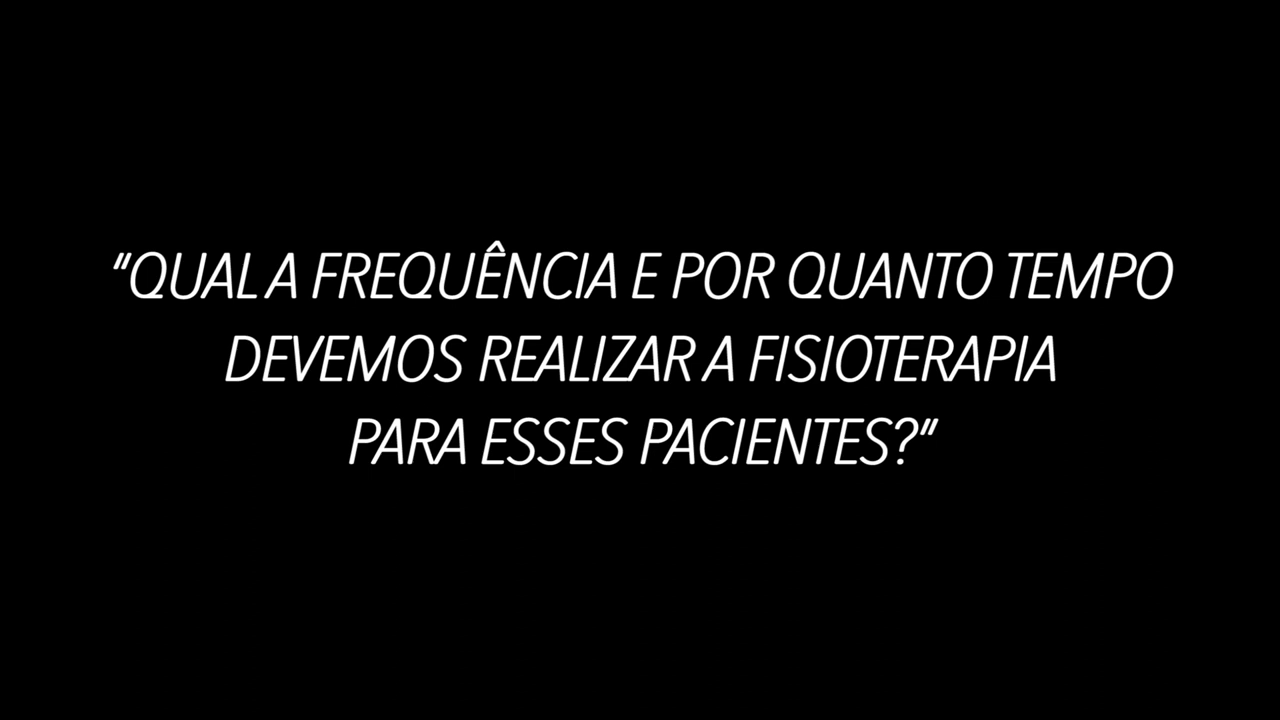 "QUAL A FREQUÊNCIA E POR QUANTO TEMPO
DEVEMOS REALIZAR A FISIOTERAPIA
PARA ESSES PACIENTES?"